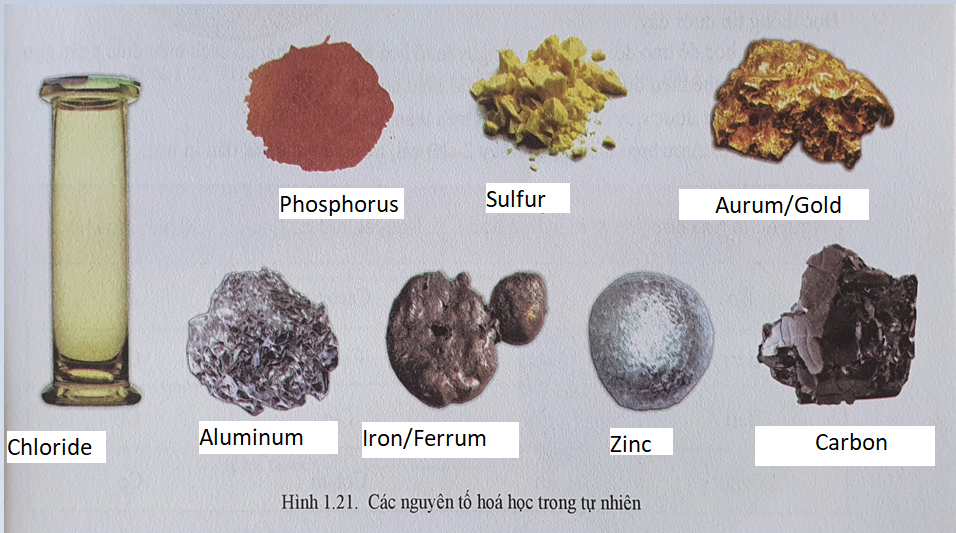 Phosphorus
Sulfur
Aurum/Gold
Chloride
Aluminum
Iron/Ferrum
Zinc
Carbon
Hình 1.21. Các nguyên tố hoá học trong tự nhiên